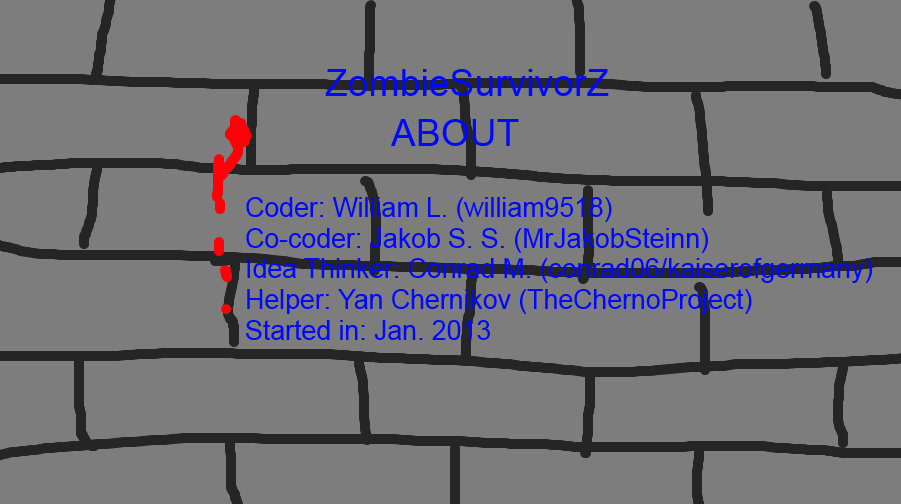 ZombieSurvivorZ
ABOUT
Coder: William L. (william9518)
Co-coder: Jakob S. S. (MrJakobSteinn)
Idea Thinker: Conrad M. (conrad06/kaiserofgermany)
Helper: Yan Chernikov (TheChernoProject)
Started in: Jan. 2013